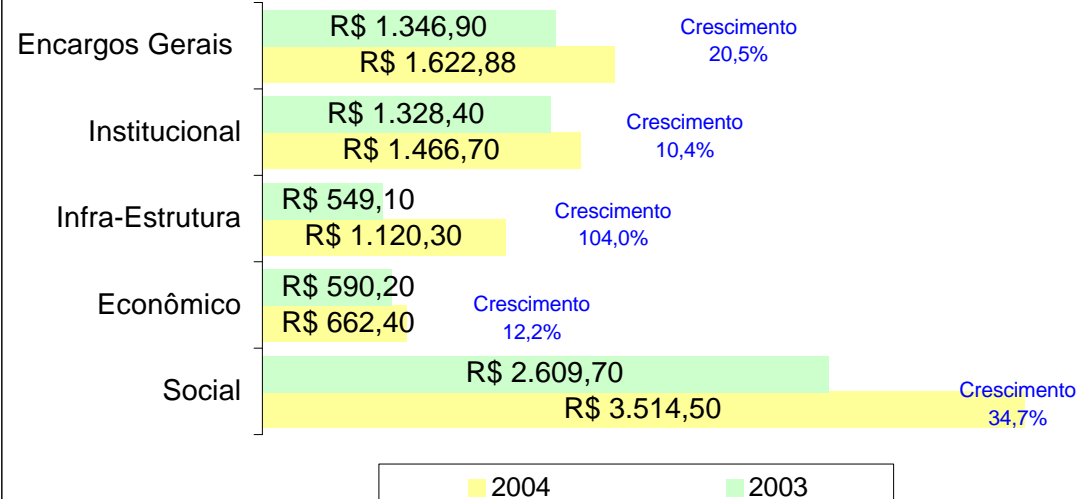 Encargos Gerais
R$ 1.346,90
R$ 1.622,88
Crescimento
20,5%
Institucional
R$ 1.328,40
R$ 1.466,70
Crescimento
10,4%
Infra-Estrutura
R$ 549,10
R$ 1.120,30
Crescimento
104,0%
Econômico
R$ 590,20
R$ 662,40
Crescimento
12,2%
Social
R$ 2.609,70
R$ 3.514,50
Crescimento
34,7%
2004 2003